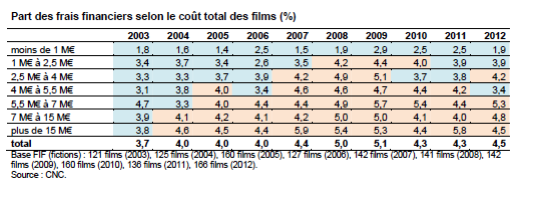 Part des frais financiers selon le coût total des films (%)
2003 2004 2005 2006 2007 2008 2009 2010 2011 2012
moins de 1 M€ 1,8 1,6 1,4 2,5 1,5 1,9 2,9 2,5 2,5 1,9
1 M€ à 2,5 M€ 3,4 3,7 3,4 2,6 3,5 4,2 4,4 4,0 3,9 3,9
2,5 M€ à 4 M€ 3,3 3,3 3,7 3,9 4,2 4,9 5,1 3,7 3,8 4,2
4 M€ à 5,5 M€ 3,1 3,8 4,0 3,4 4,6 4,6 4,7 4,4 4,2 3,4
5,5 M€ à 7 M€ 4,7 3,3 4,0 4,4 4,4 4,9 5,7 5,4 4,4 5,3
7 M€ à 15 M€ 3,9 4,1 4,2 4,1 4,2 5,0 5,0 4,1 4,0 4,8
plus de 15 M€ 3,8 4,6 4,5 4,4 5,9 5,4 5,3 4,4 5,8 4,5
total 3,7 4,0 4,0 4,0 4,4 5,0 5,1 4,3 4,3 4,5
Base FIF (fictions) : 121 films (2003), 125 films (2004), 160 films (2005), 127 films (2006), 142 films (2007), 141 films (2008), 142
films (2009), 160 films (2010), 136 films (2011), 166 films (2012).
Source : CNC.